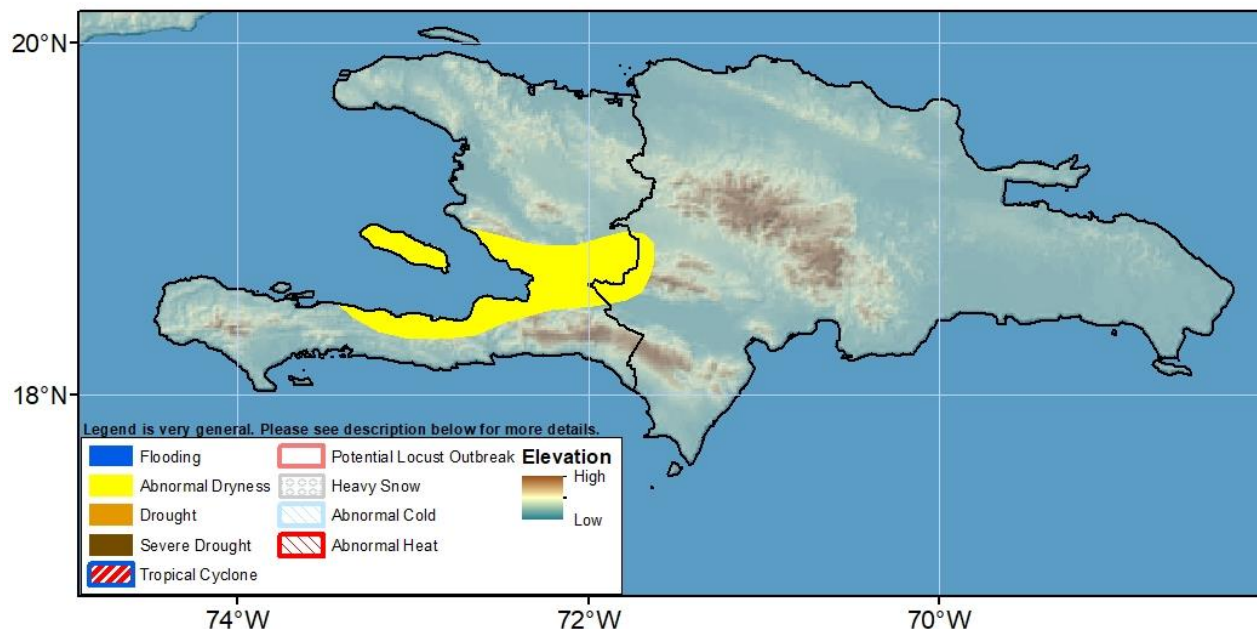 20°N
18°N
Legend is very general. Please see description below for more details.
Flooding
Abnormal Dryness
Drought
Severe Drought
Tropical Cyclone
Potential Locust Outbreak
Heavy Snow
Abnormal Cold
Abnormal Heat
Elevation
High
Low
74°W
72°W
70°W